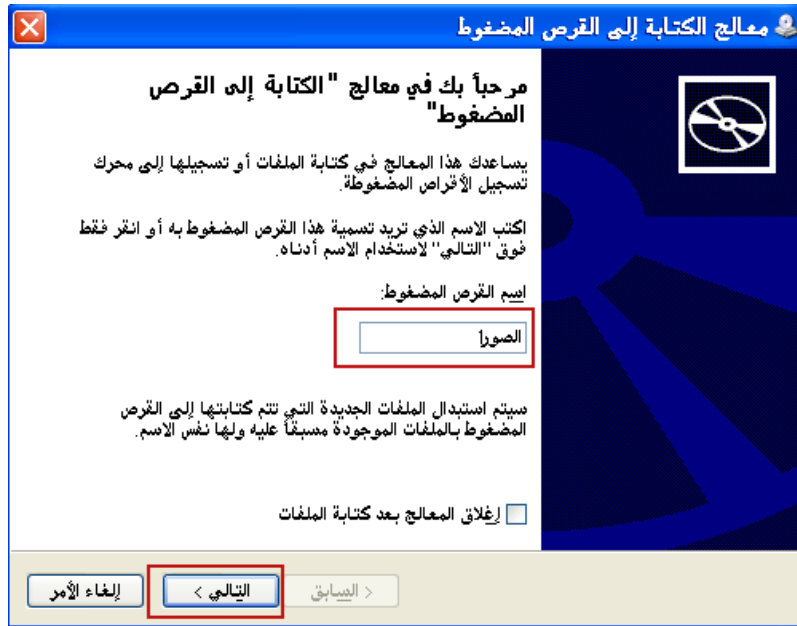 معالج الكتابة إلى القرص المضغوط
مرحباً بك في معالج "الكتابة إلى القرص
المضغوط"
يساعدك هذا المعالج في كتابة الملفات أو تسجيلها إلى محرك
تسجيل الأقراص المضغوطة.
اكتب الاسم الذي تريد تسمية هذا القرص المضغوط به أو انقر فقط
فوق "التالي" لاستخدام الاسم أدناه.
اسم القرص المضغوط:
الصور
سيتم استبدال الملفات الجديدة التي تتم كتابتها إلى القرص
المضغوط بالملفات الموجودة مسبقاً عليه ولها نفس الاسم.
إغلاق المعالج بعد كتابة الملفات
< السابق
التالي >
إلغاء الأمر